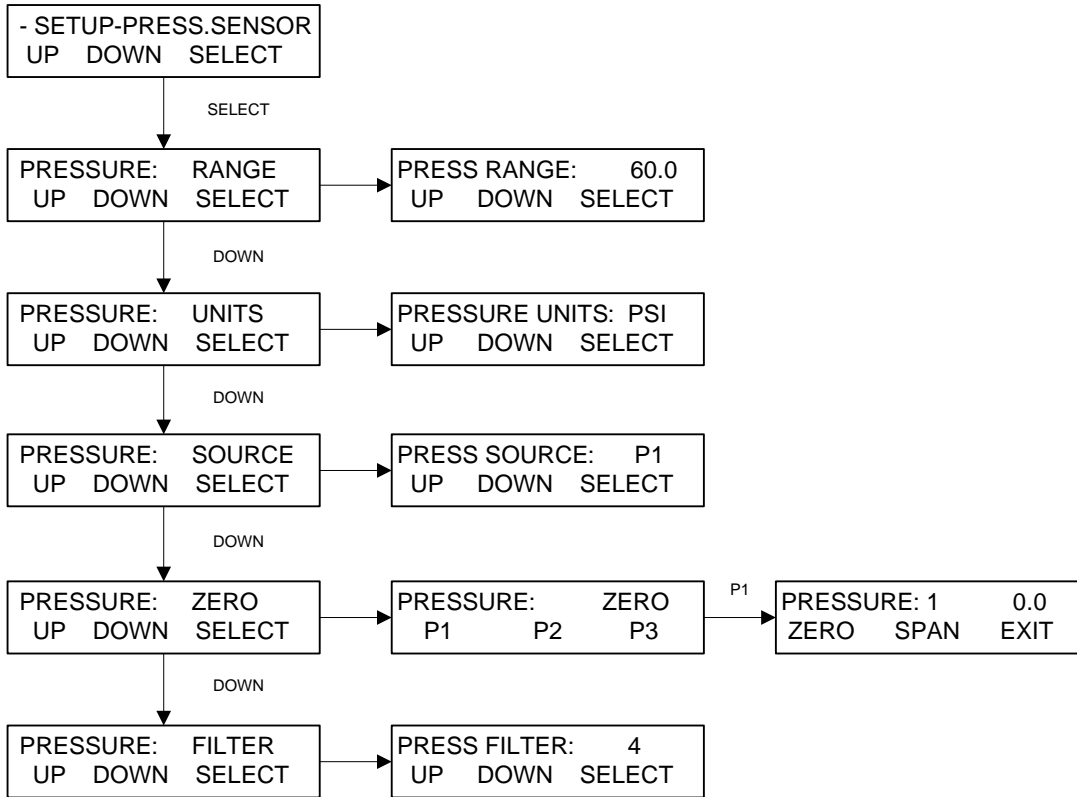 - SETUP-PRESS.SENSOR
UP DOWN SELECT
SELECT
PRESSURE: RANGE
UP DOWN SELECT
PRESS RANGE: 60.0
UP DOWN SELECT
DOWN
PRESSURE: UNITS
UP DOWN SELECT
PRESSURE UNITS: PSI
UP DOWN SELECT
DOWN
PRESSURE: SOURCE
UP DOWN SELECT
PRESS SOURCE: P1
UP DOWN SELECT
DOWN
PRESSURE: ZERO
UP DOWN SELECT
PRESSURE: ZERO
P1 P2 P3
P1
PRESSURE: 1 0.0
ZERO SPAN EXIT
DOWN
PRESSURE: FILTER
UP DOWN SELECT
PRESS FILTER: 4
UP DOWN SELECT